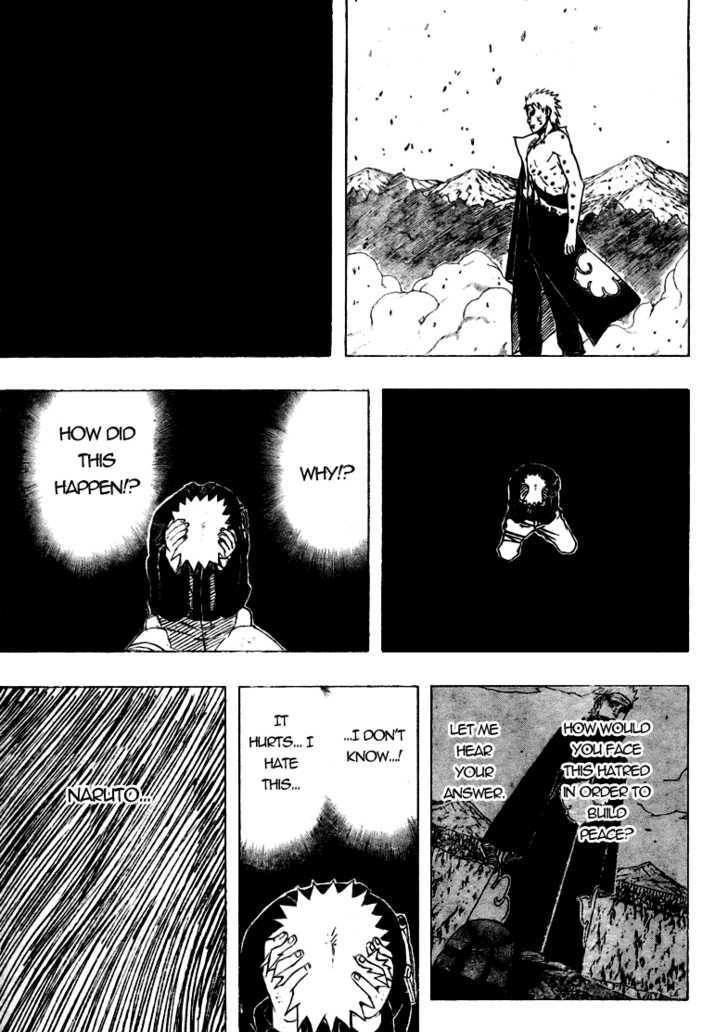 WHY!?
HOW DID
THIS
HAPPEN!?
HOW WOULD
YOU FACE
THIS HATRED
IN ORDER TO
BUILD
PEACE?
LET ME
HEAR
YOUR
ANSWER.
...I DON'T
KNOW...!
IT
HURTS... I
HATE
THIS...
NARUTO...